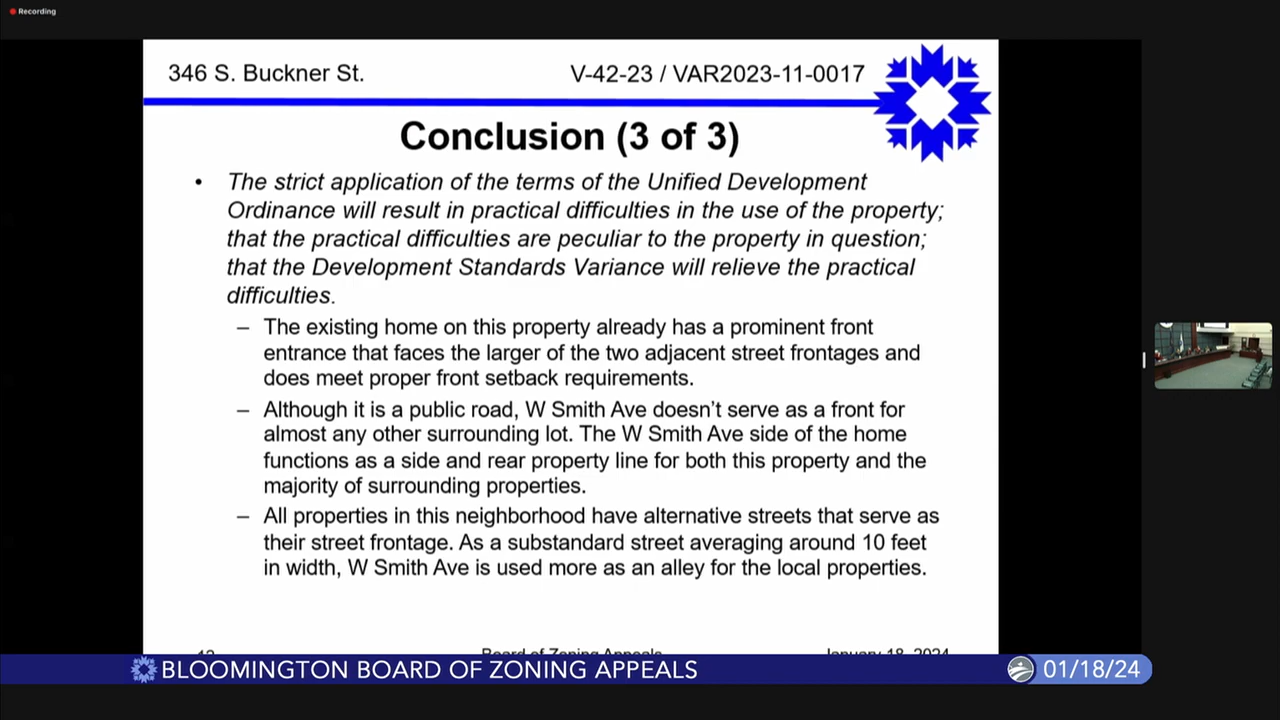 Recording
346 S. Buckner St.
V-42-23 / VAR2023-11-0017
Conclusion (3 of 3)
• The strict application of the terms of the Unified Development
Ordinance will result in practical difficulties in the use of the property;
that the practical difficulties are peculiar to the property in question;
that the Development Standards Variance will relieve the practical
difficulties.
– The existing home on this property already has a prominent front
entrance that faces the larger of the two adjacent street frontages and
does meet proper front setback requirements.
– Although it is a public road, W Smith Ave doesn't serve as a front for
almost any other surrounding lot. The W Smith Ave side of the home
functions as a side and rear property line for both this property and the
majority of surrounding properties.
– All properties in this neighborhood have alternative streets that serve as
their street frontage. As a substandard street averaging around 10 feet
in width, W Smith Ave is used more as an alley for the local properties.
Board of Zoning Appeals
January 18, 2024
BLOOMINGTON BOARD OF ZONING APPEALS
01/18/24